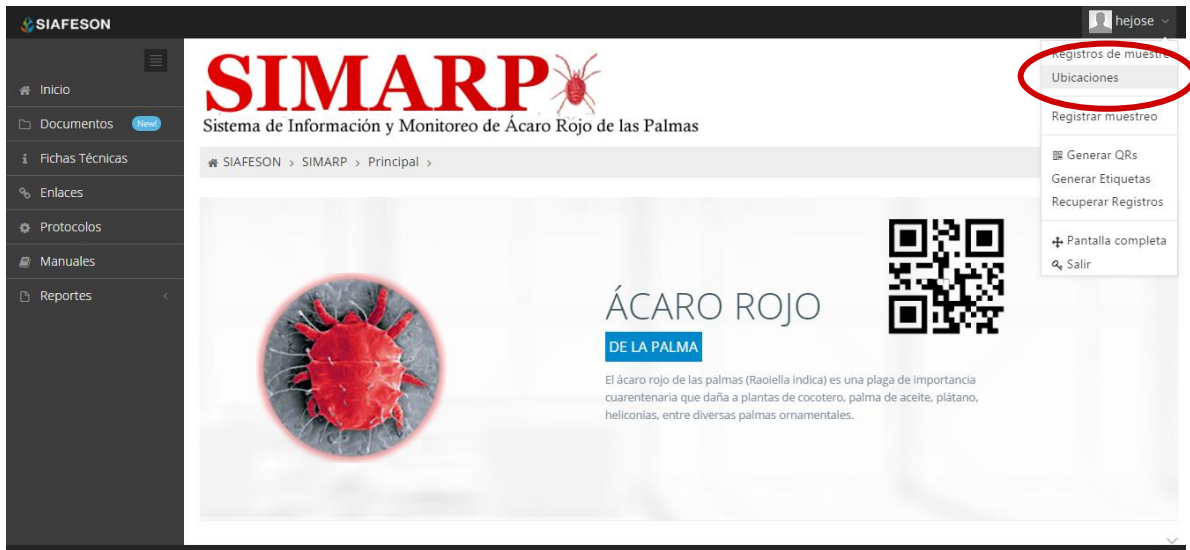 SIAFESON
hejose
Inicio
Documentos New!
Fichas Técnicas
Enlaces
Protocolos
Manuales
Reportes
SIMARP
Sistema de Información y Monitoreo de Ácaro Rojo de las Palmas
SIAFESON > SIMARP > Principal >
Registros de muestreo
Ubicaciones
Registrar muestreo
Generar QRs
Generar Etiquetas
Recuperar Registros
Pantalla completa
Salir
ÁCARO ROJO
DE LA PALMA
El ácaro rojo de las palmas (Raoiella indica) es una plaga de importancia
cuarentenaria que daña a plantas de cocotero, palma de aceite, plátano,
heliconias, entre diversas palmas ornamentales.